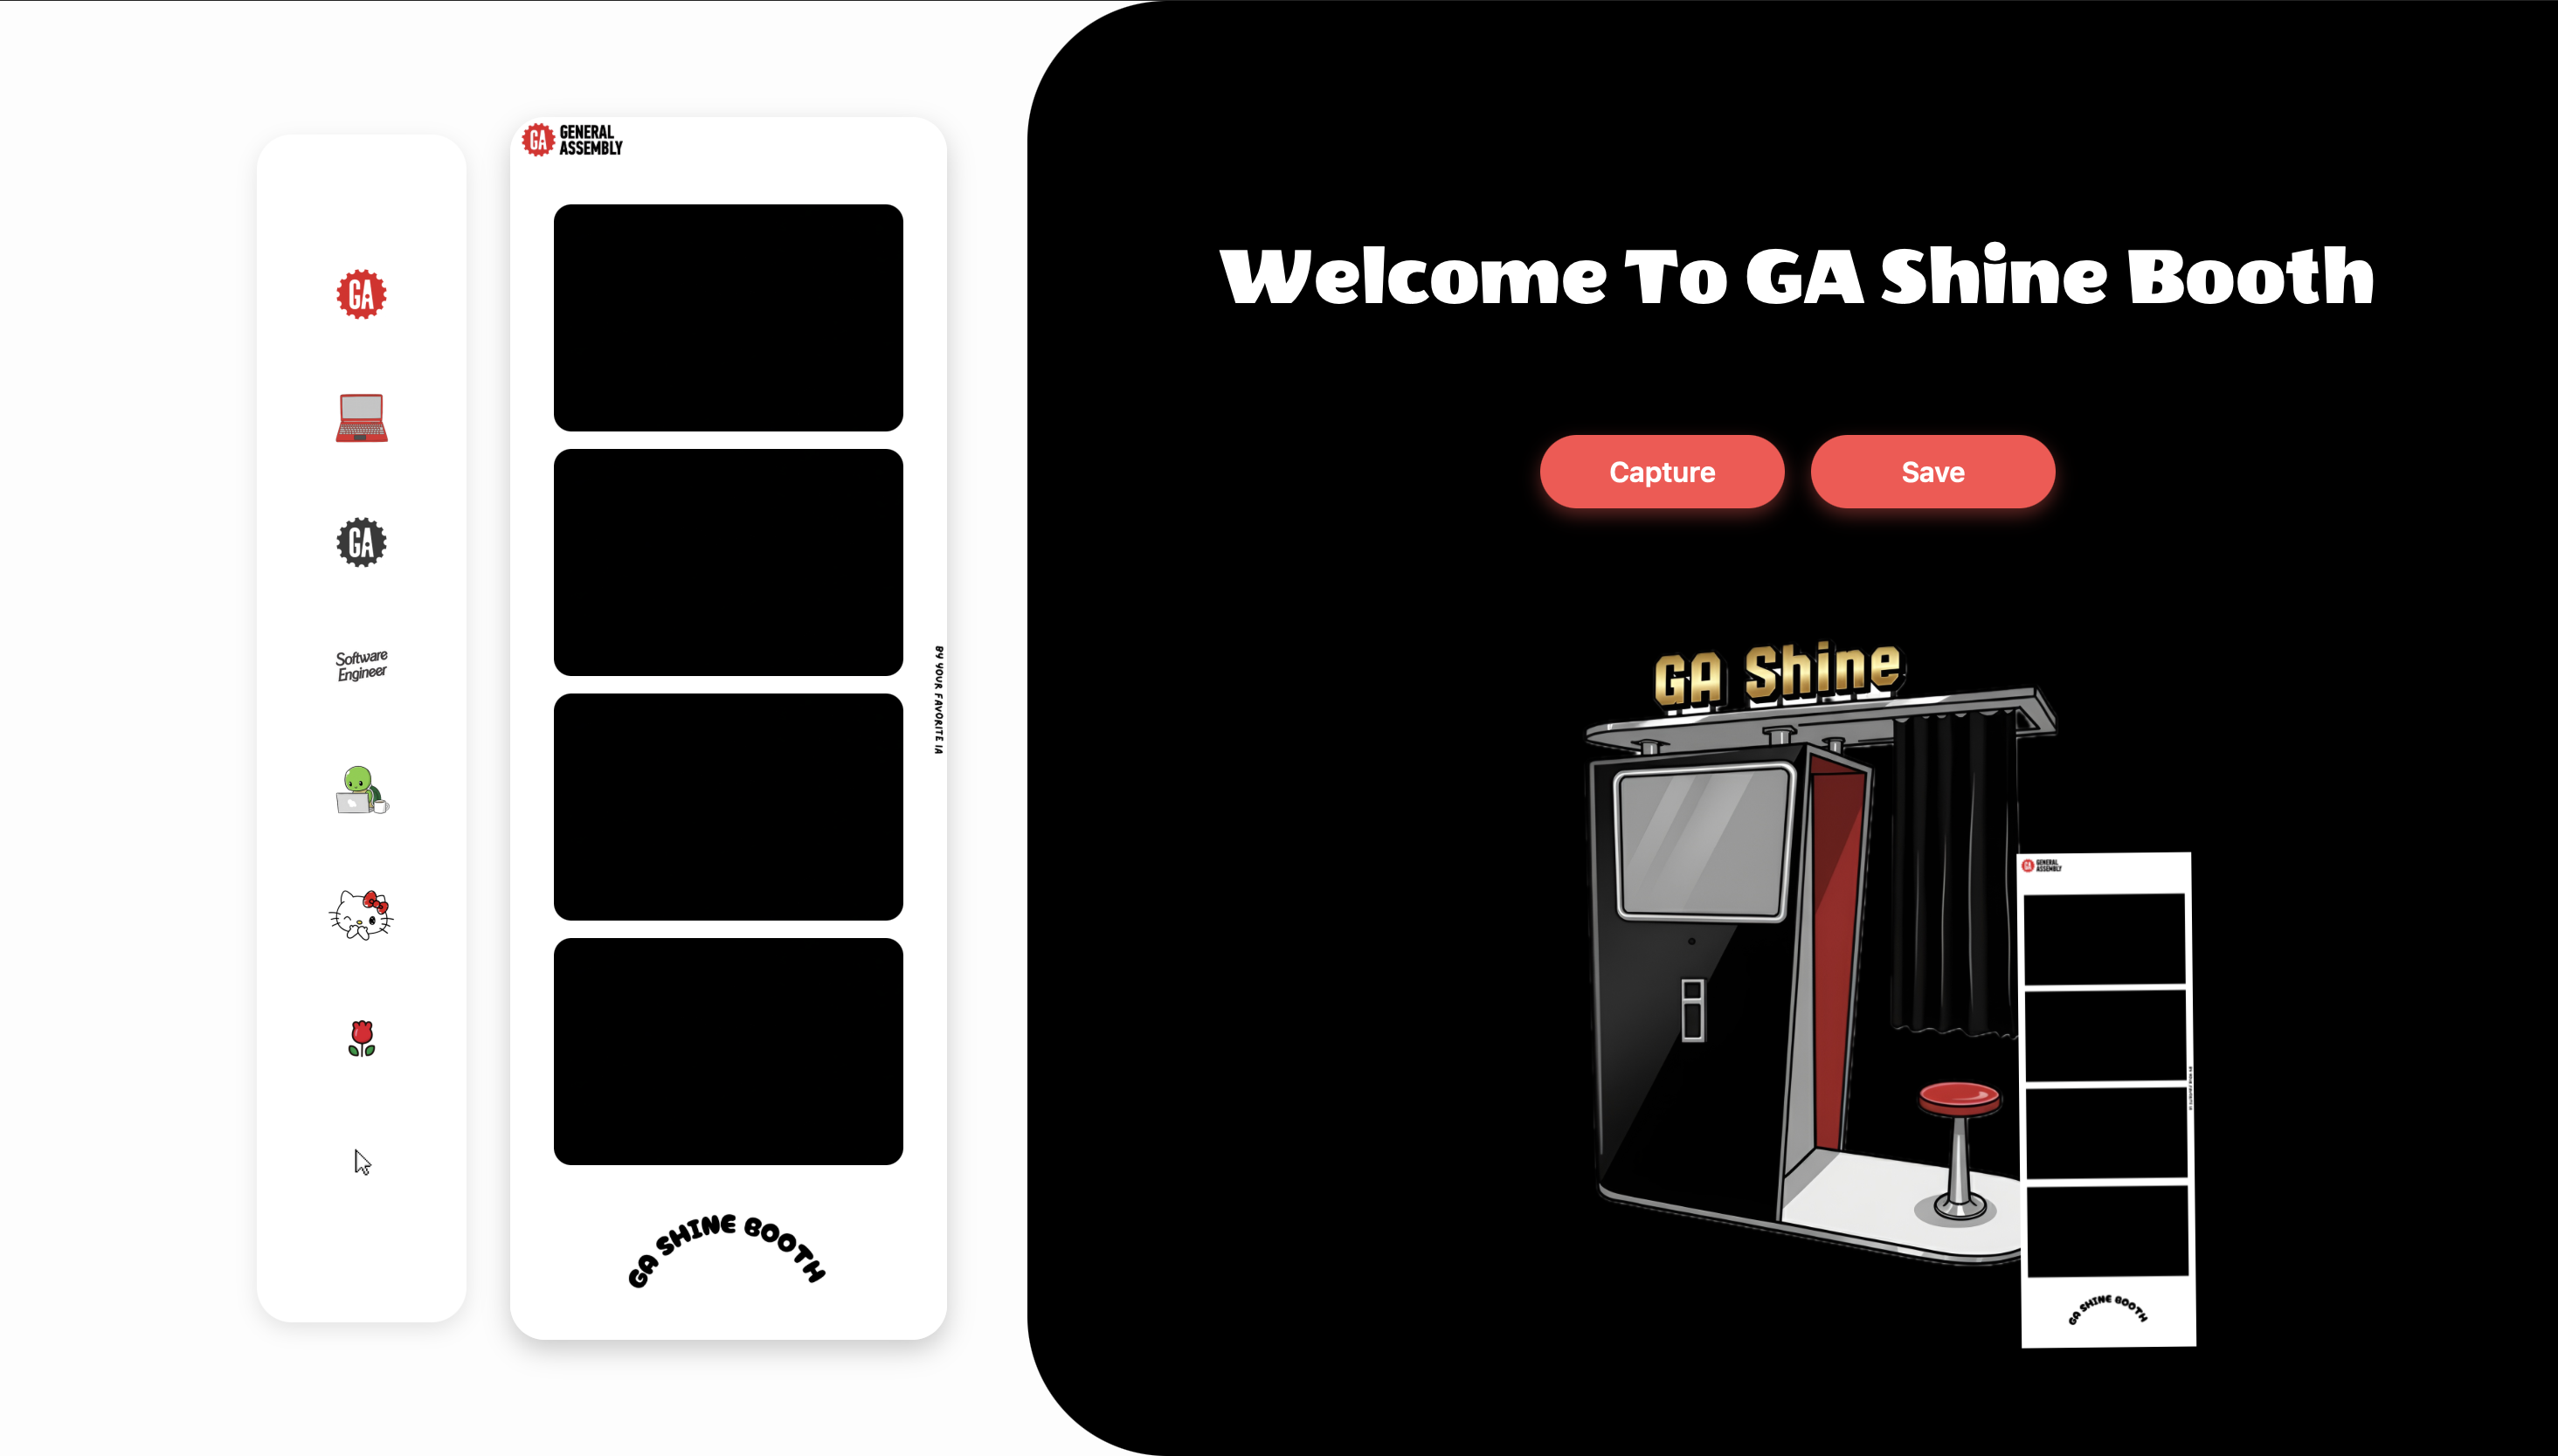 GA
GA
Software
Engineer
GA
GENERAL
ASSEMBLY
BY YOUR FAVORITE IA
GA SHINE BOOTH
Welcome To GA Shine Booth
Capture
Save
GA Shine
GENERAL
ASSEMBLY
GA SHINE BOOTH